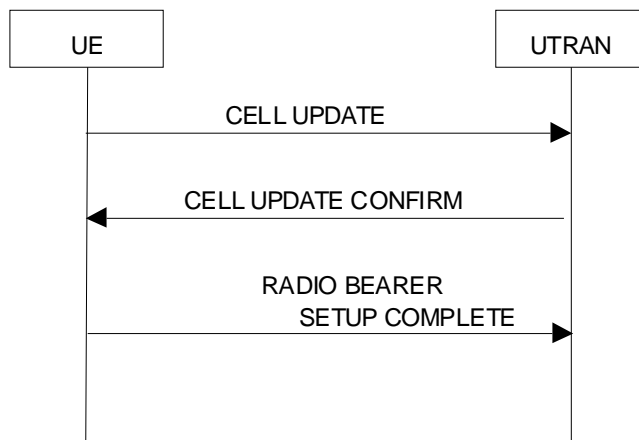 UE
UTRAN
CELL UPDATE
CELL UPDATE CONFIRM
RADIO BEARER
SETUP COMPLETE